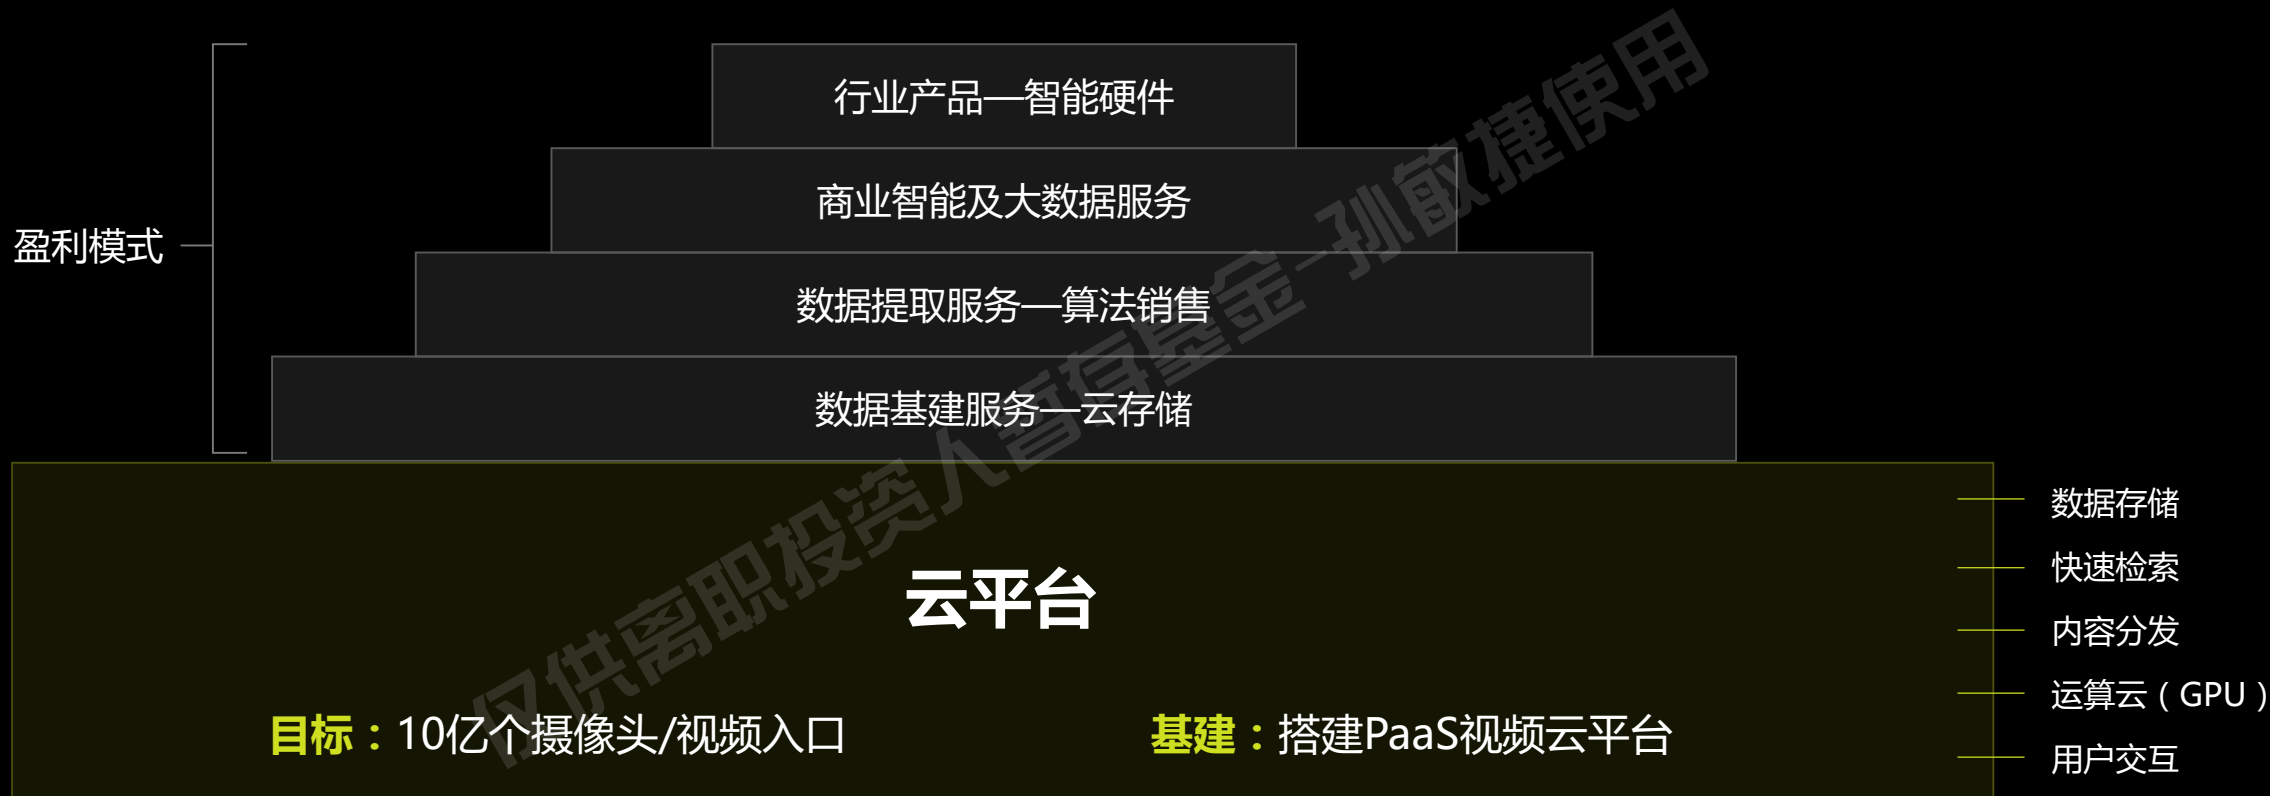 行业产品—智能硬件
商业智能及大数据服务
盈利模式
数据提取服务—算法销售
数据基建服务—云存储
云平台
目标：10亿个摄像头/视频入口
基建：搭建PaaS视频云平台
数据存储
快速检索
内容分发
运算云（GPU）
用户交互
仅供离职投资人暂存基金-孙敏捷使用